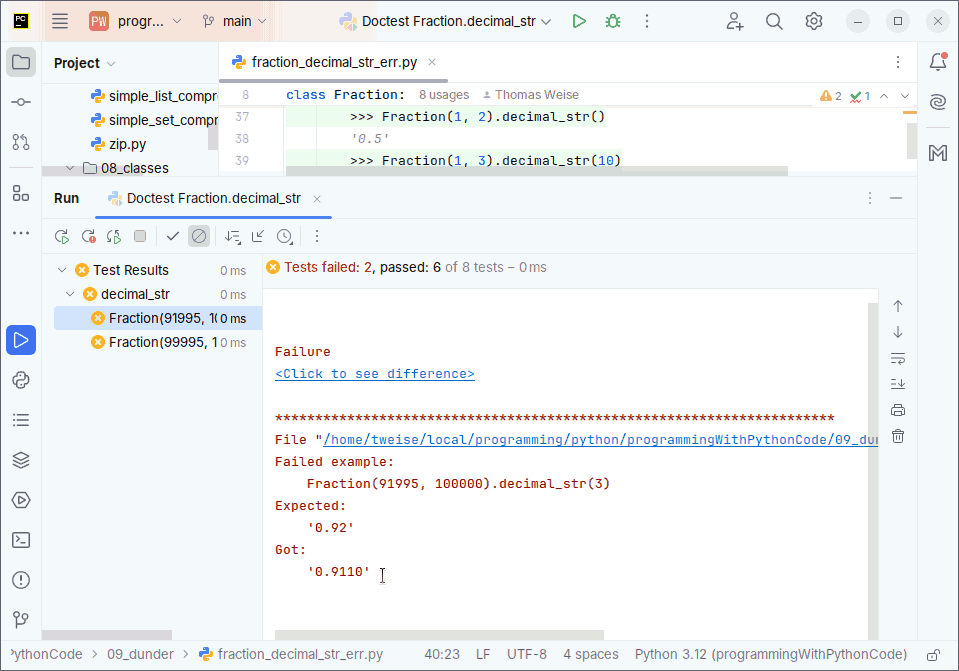 PC
PW progr...
main
Doctest Fraction.decimal_str
Project
fraction_decimal_str_err.py
simple_list_compr
simple_set_compr
zip.py
08_classes
8 class Fraction: 8 usages Thomas Weise
2 1
37 >>> Fraction(1, 2).decimal_str()
38 '0.5'
39 >>> Fraction(1, 3).decimal_str(10)
Run
Doctest Fraction.decimal_str
Test Results 0 ms
decimal_str 0 ms
Fraction(91995, 10 0 ms
Fraction(99995, 1 0 ms
Tests failed: 2, passed: 6 of 8 tests – 0 ms
Failure
<Click to see difference>
**********************************************************************
File "/home/tweise/local/programming/python/programmingWithPythonCode/09_dun
Failed example:
Fraction(91995, 100000).decimal_str(3)
Expected:
'0.92'
Got:
'0.9110'
PythonCode > 09_dunder > fraction_decimal_str_err.py
40:23 LF UTF-8 4 spaces Python 3.12 (programmingWithPythonCode)